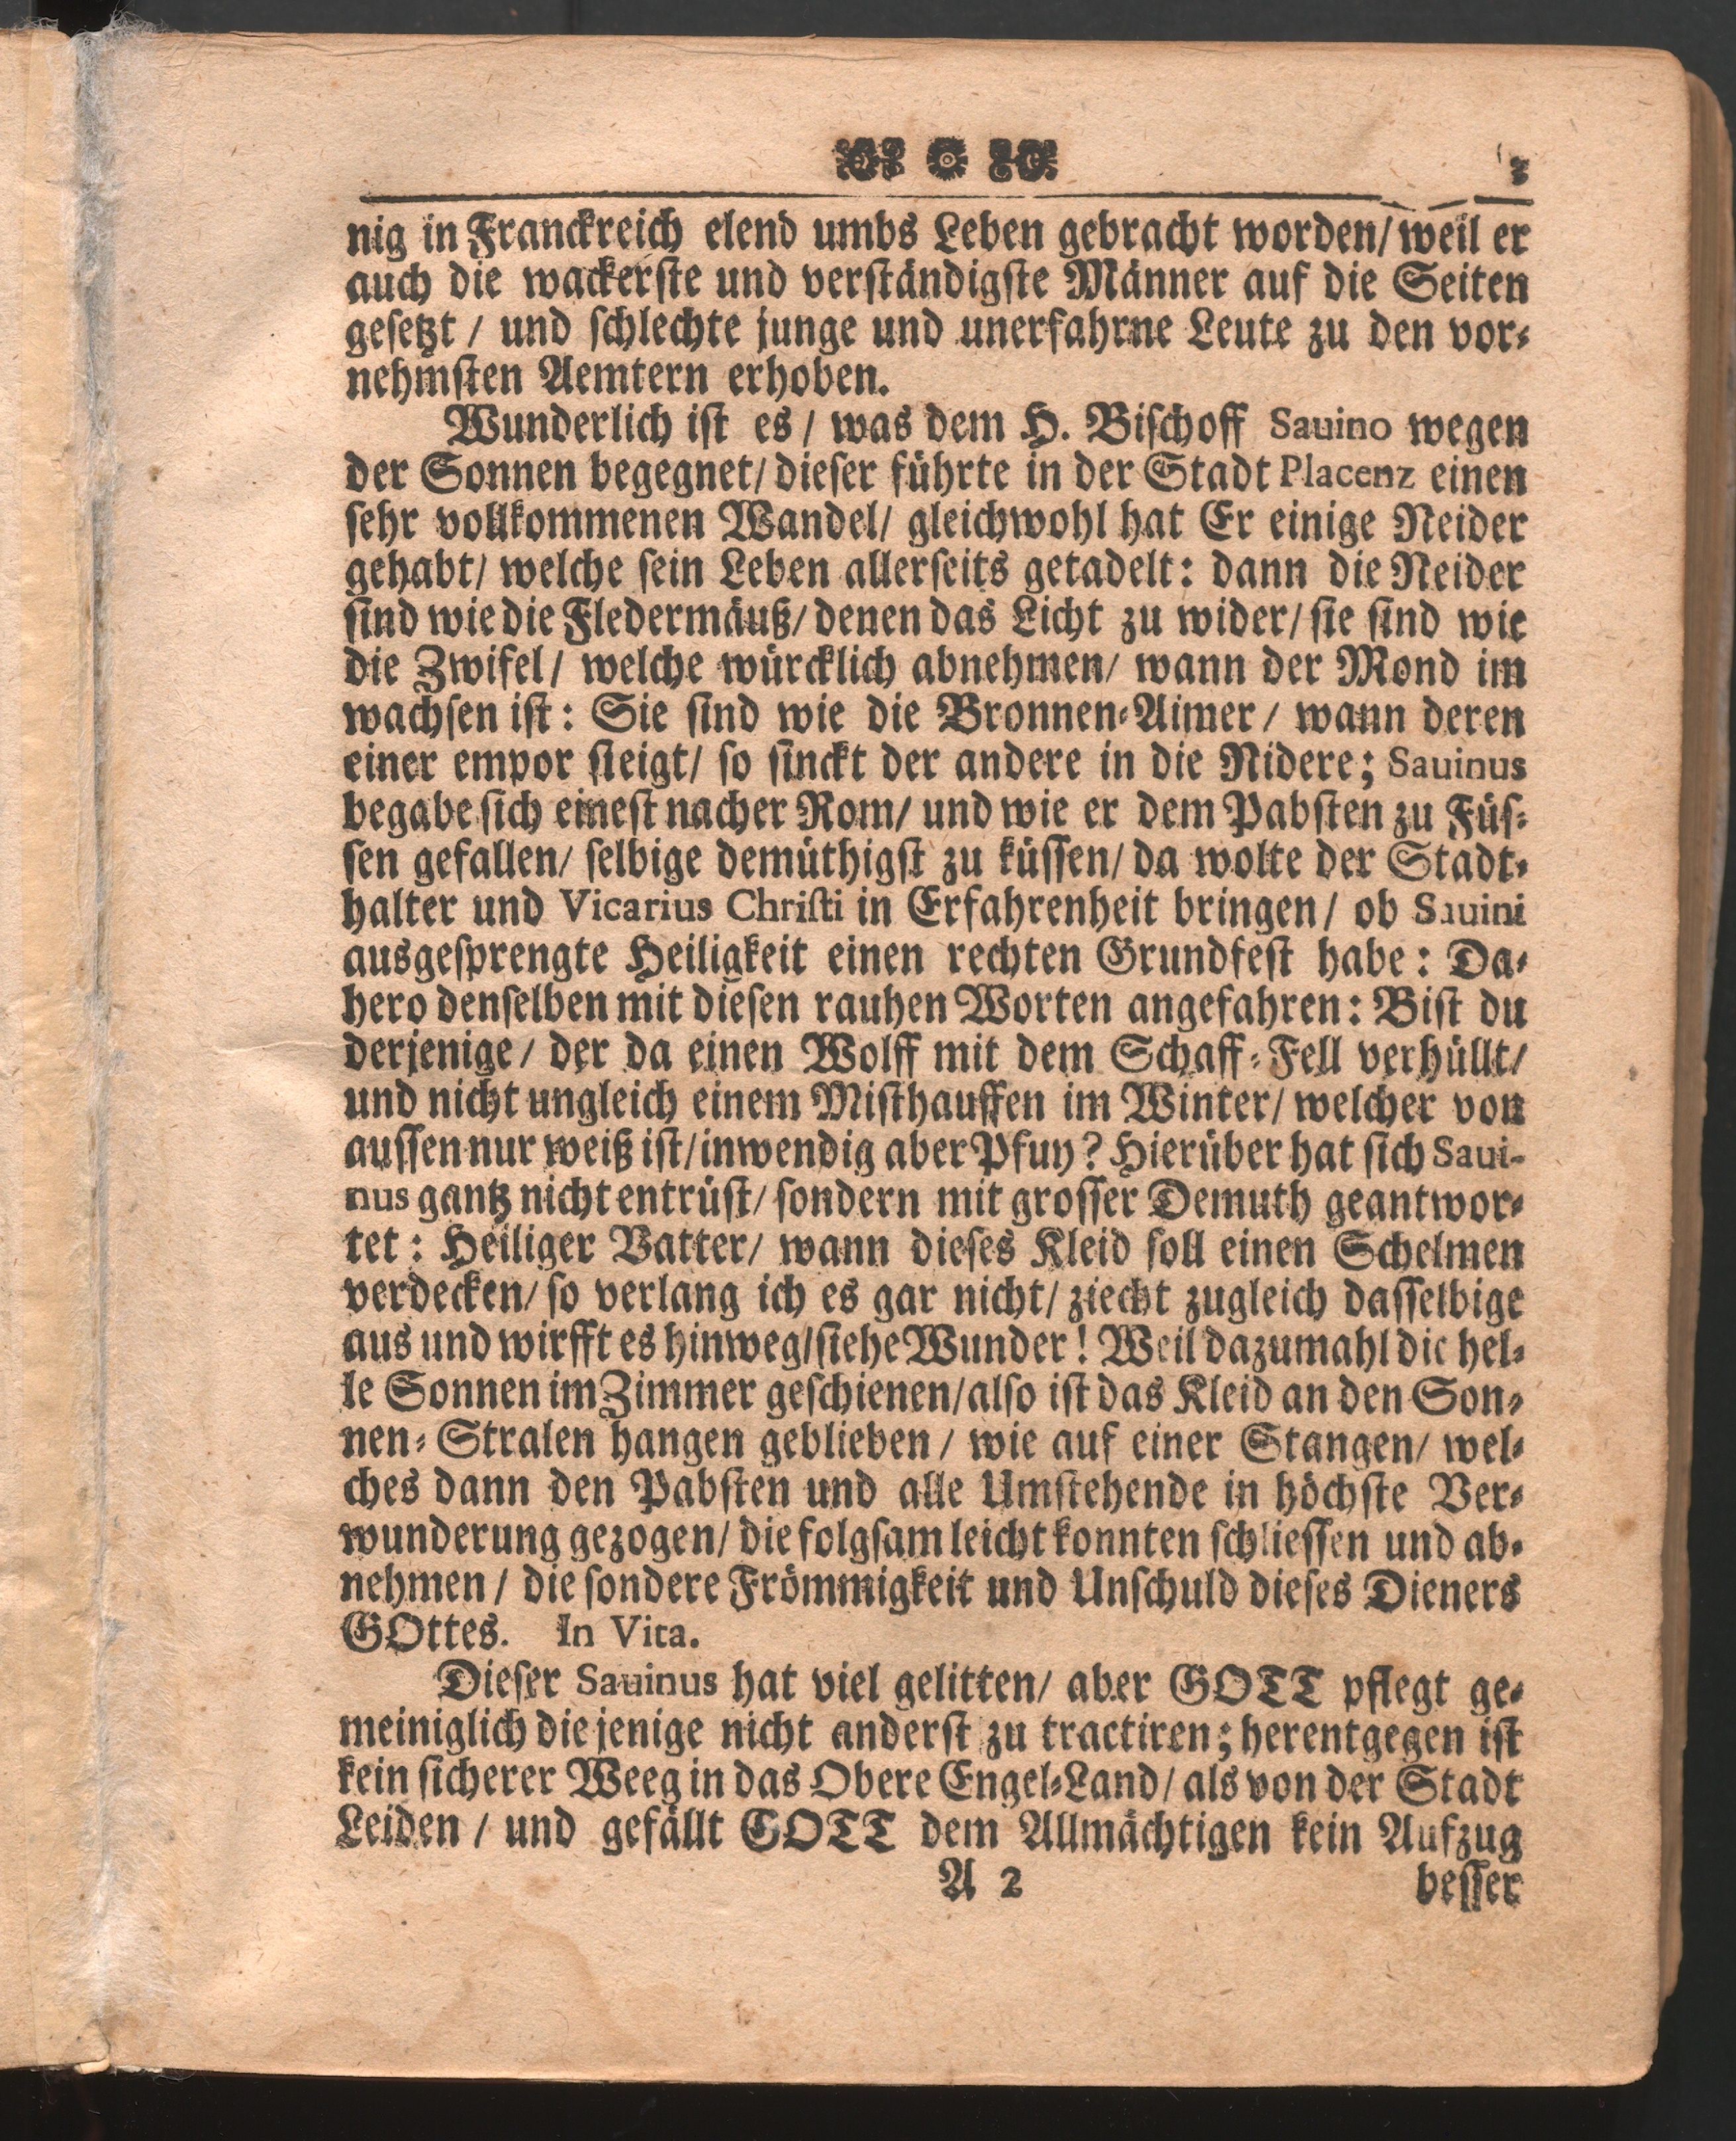 3
nig in Franckreich elend umbs Leben gebracht worden/ weil er
auch die wackerste und verständigste Männer auf die Seiten
gesetzt / und schlechte junge und unerfahrne Leute zu den vor-
nehmsten Aemtern erhoben.
Wunderlich ist es / was dem H. Bischoff Sauino wegen
der Sonnen begegnet/ dieser führte in der Stadt Placenz einen
sehr vollkommenen Wandel/ gleichwohl hat Er einige Neider
gehabt/ welche sein Leben allerseits getadelt: dann die Neider
sind wie die Fledermäuß/ denen das Licht zu wider/ sie sind wie
die Zwifel/ welche würcklich abnehmen/ wann der Mond im
wachsen ist: Sie sind wie die Bronnen-Aimer / wann deren
einer empor steigt/ so sinckt der andere in die Nidere; Sauinus
begabe sich einest nacher Rom/ und wie er dem Pabsten zu Füs-
sen gefallen/ selbige demüthigst zu küssen/ da wolte der Stadt-
halter und Vicarius Christi in Erfahrenheit bringen/ ob Sauini
ausgesprengte Heiligkeit einen rechten Grundfest habe: Da-
hero denselben mit diesen rauhen Worten angefahren: Bist du
derjenige/ der da einen Wolff mit dem Schaff-Fell verhüllt/
und nicht ungleich einem Misthauffen im Winter/ welcher von
aussen nur weiß ist/ inwendig aber Pfuy? Hierüber hat sich Saui-
nus gantz nicht entrüst/ sondern mit grosser Demuth geantwor-
tet: Heiliger Vatter/ wann dieses Kleid soll einen Schelmen
verdecken/ so verlang ich es gar nicht/ ziecht zugleich dasselbige
aus und wirfft es hinweg/ siehe Wunder! Weil dazumahl die hel-
le Sonnen im Zimmer geschienen/ also ist das Kleid an den Son-
nen-Stralen hangen geblieben / wie auf einer Stangen/ wel-
ches dann den Pabsten und alle Umstehende in höchste Ver-
wunderung gezogen/ die folgsam leicht konnten schliessen und ab-
nehmen / die sondere Frömmigkeit und Unschuld dieses Dieners
GOttes. In Vita.
Dieser Sauinus hat viel gelitten/ aber GOTT pflegt ge-
meiniglich die jenige nicht anderst zu tractiren; herentgegen ist
kein sicherer Weeg in das Obere Engel-Land/ als von der Stadt
Leiden / und gefällt GOTT dem Allmächtigen kein Aufzug
A 2 besser